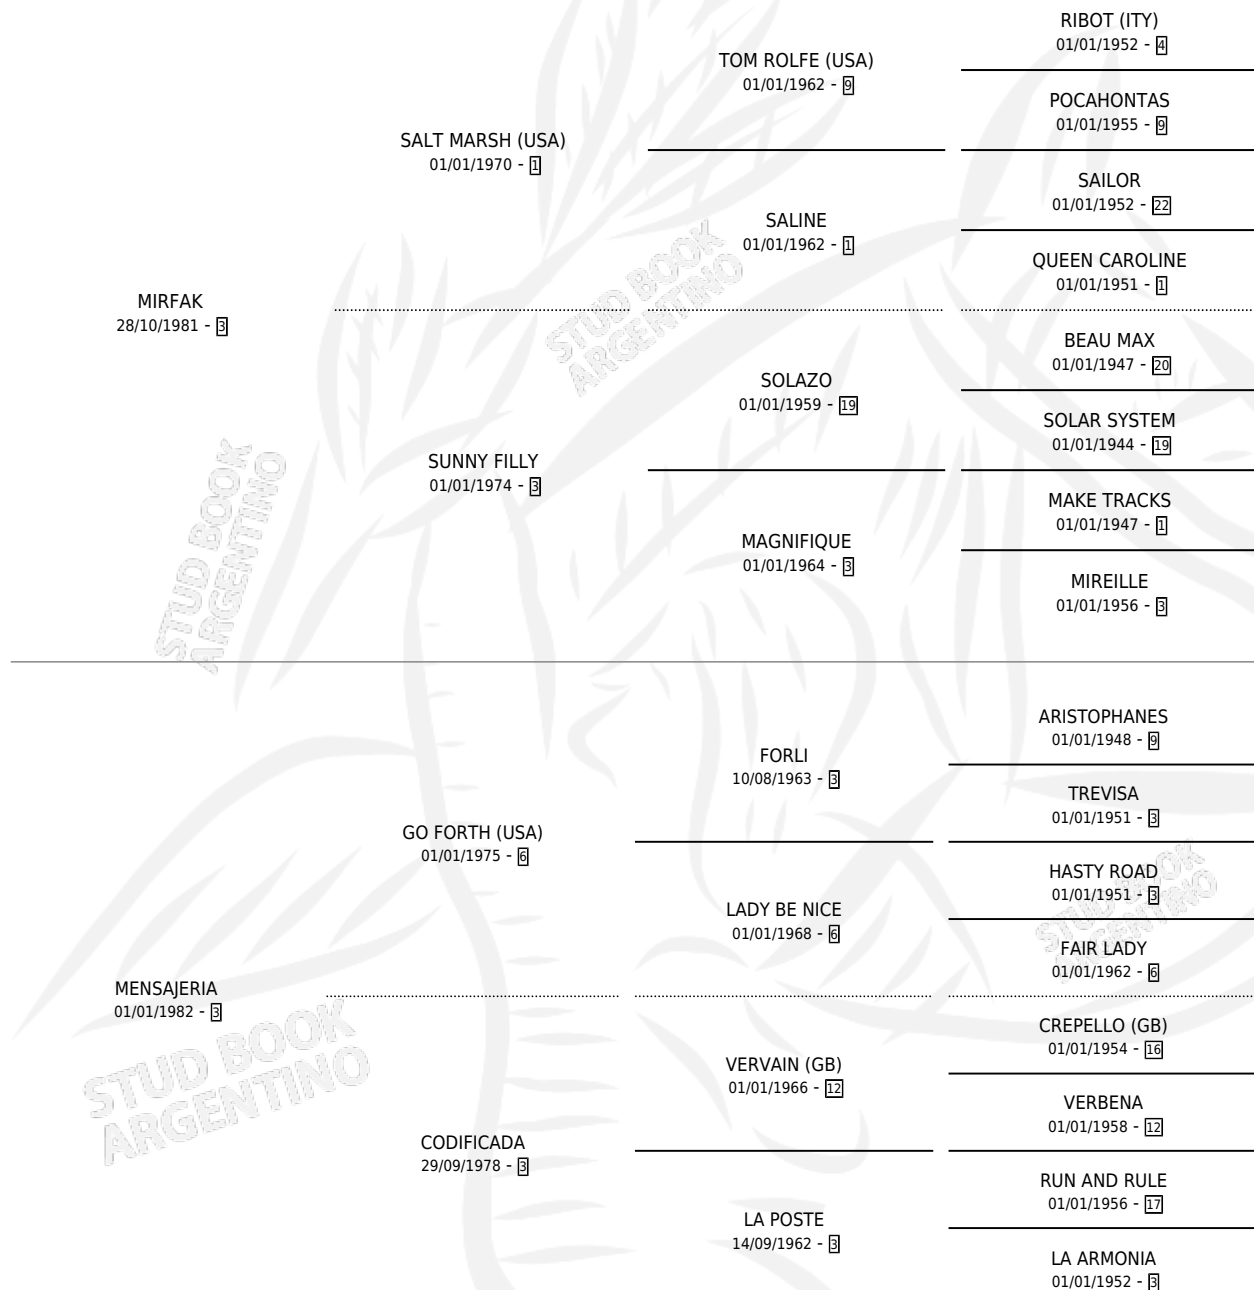 RIBOT (ITY)
01/01/1952 - 4
TOM ROLFE (USA)
01/01/1962 - 9
POCAHONTAS
01/01/1955 - 9
SALT MARSH (USA)
01/01/1970 - 1
SAILOR
01/01/1952 - 22
SALINE
01/01/1962 - 1
QUEEN CAROLINE
01/01/1951 - 1
MIRFAK
28/10/1981 - 3
BEAU MAX
01/01/1947 - 20
SOLAZO
01/01/1959 - 19
SOLAR SYSTEM
01/01/1944 - 19
SUNNY FILLY
01/01/1974 - 3
MAKE TRACKS
01/01/1947 - 1
MAGNIFIQUE
01/01/1964 - 3
MIREILLE
01/01/1956 - 3
STUD BOOK
ARGENTINO
STUD BOOK
ARGENTINO
ARISTOPHANES
01/01/1948 - 9
FORLI
10/08/1963 - 3
TREVISA
01/01/1951 - 3
GO FORTH (USA)
01/01/1975 - 6
HASTY ROAD
01/01/1951 - 3
LADY BE NICE
01/01/1968 - 6
FAIR LADY
01/01/1962 - 6
MENSAJERIA
01/01/1982 - 3
CREPELLO (GB)
01/01/1954 - 16
VERVAIN (GB)
01/01/1966 - 12
VERBENA
01/01/1958 - 12
CODIFICADA
29/09/1978 - 3
RUN AND RULE
01/01/1956 - 17
LA POSTE
14/09/1962 - 3
LA ARMONIA
01/01/1952 - 3
STUD BOOK
ARGENTINO
STUD BOOK
ARGENTINO